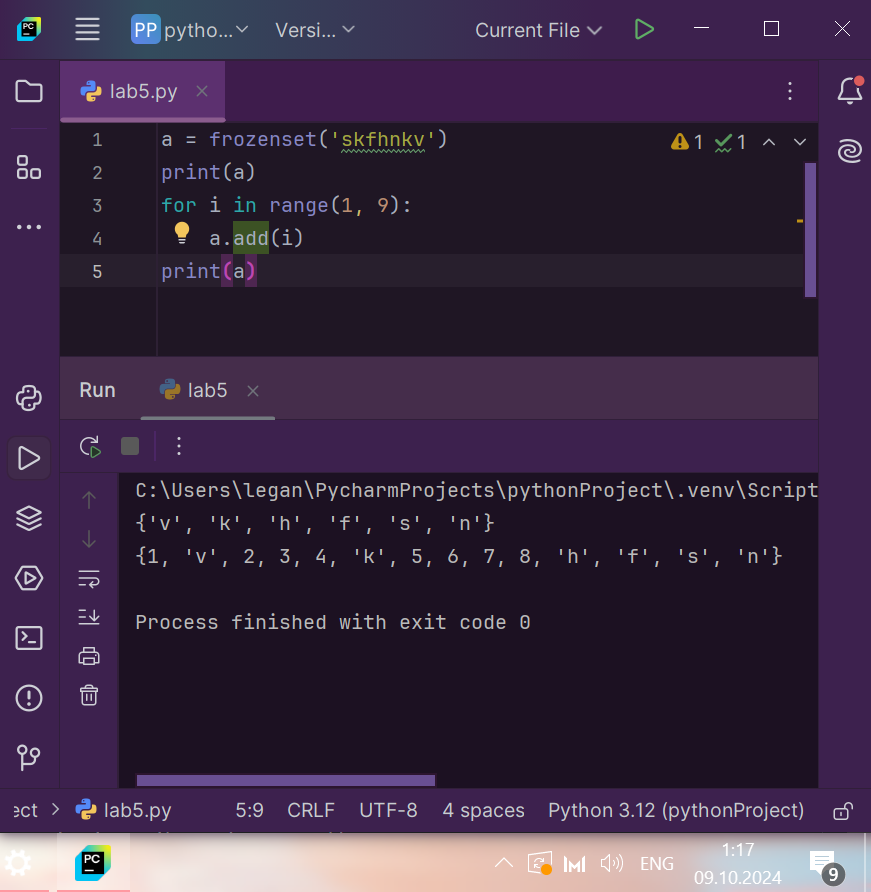 PC
PP pytho... Versi... Current File
lab5.py
1 a = frozenset('skfhnkv') 1 1
2 print(a)
3 for i in range(1, 9):
4 a.add(i)
5 print(a)
Run lab5
C:\Users\legan\PycharmProjects\pythonProject\.venv\Script
{'v', 'k', 'h', 'f', 's', 'n'}
{1, 'v', 2, 3, 4, 'k', 5, 6, 7, 8, 'h', 'f', 's', 'n'}
Process finished with exit code 0
ect > lab5.py 5:9 CRLF UTF-8 4 spaces Python 3.12 (pythonProject)
PC ENG 1:17 9
09.10.2024